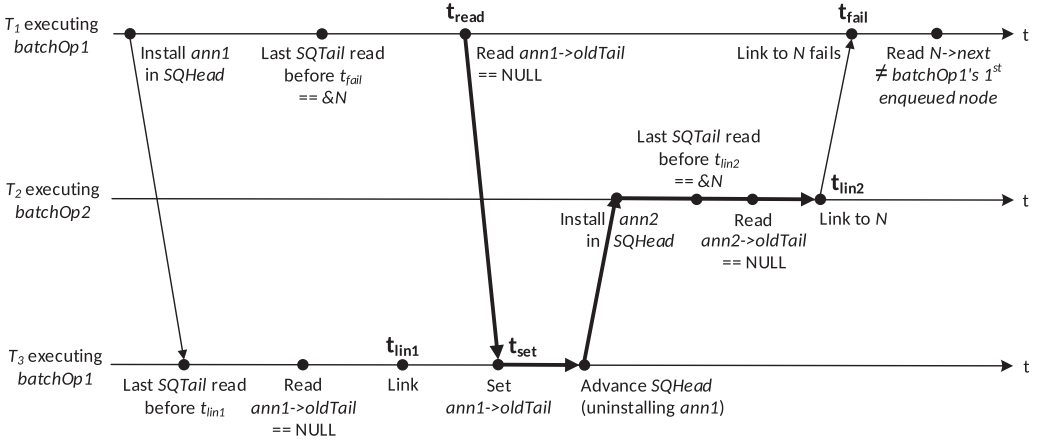 T1 executing
batchOp1
Install ann1
in SQHead
Last SQTail read
before tfail
== &N
tread
Read ann1->oldTail
== NULL
tfail
Link to N fails
Read N->next
≠ batchOp1's 1st
enqueued node
t
T2 executing
batchOp2
Install ann2
in SQHead
Last SQTail read
before tlin2
== &N
Read
ann2->oldTail
== NULL
tlin2
Link to N
t
T3 executing
batchOp1
Last SQTail read
before tlin1
Read
ann1->oldTail
== NULL
tlin1
Link
tset
Set
ann1->oldTail
Advance SQHead
(uninstalling ann1)
t